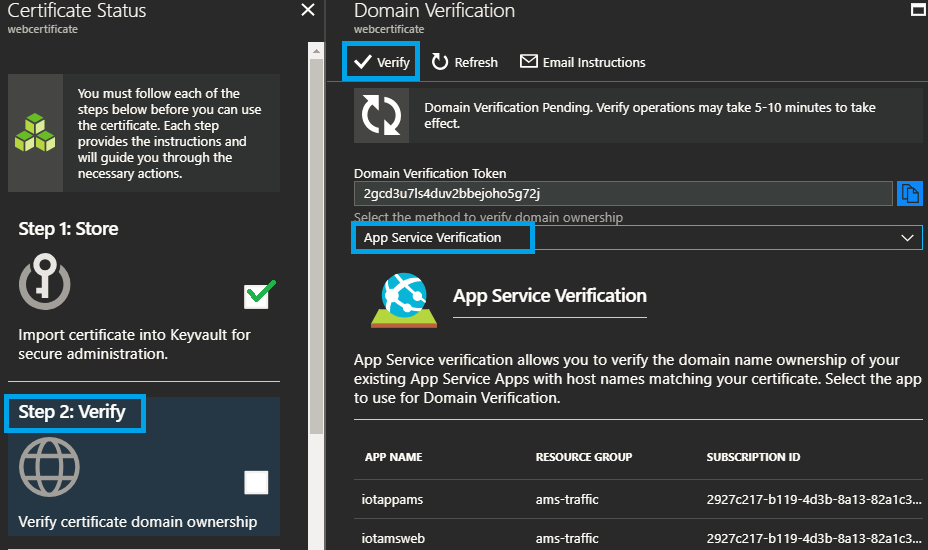 Certificate Status
webcertificate
You must follow each of the
steps below before you can use
the certificate. Each step
provides the instructions and
will guide you through the
necessary actions.
Step 1: Store
Import certificate into Keyvault for
secure administration.
Step 2: Verify
Verify certificate domain ownership
Domain Verification
webcertificate
Verify Refresh Email Instructions
Domain Verification Pending. Verify operations may take 5-10 minutes to take
effect.
Domain Verification Token
2gcd3u7ls4duv2bbejoho5g72j
Select the method to verify domain ownership
App Service Verification
App Service Verification
App Service verification allows you to verify the domain name ownership of your
existing App Service Apps with host names matching your certificate. Select the app
to use for Domain Verification.
APP NAME RESOURCE GROUP SUBSCRIPTION ID
iotappams ams-traffic 2927c217-b119-4d3b-8a13-82a1c3...
iotamsweb ams-traffic 2927c217-b119-4d3b-8a13-82a1c3...